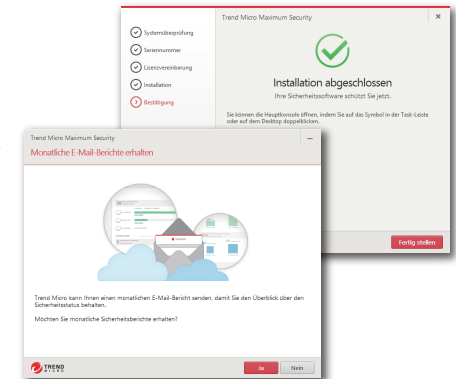 Trend Micro Maximum Security
Systemüberprüfung
Seriennummer
Lizenzvereinbarung
Installation
Bestätigung
Installation abgeschlossen
Ihre Sicherheitssoftware schützt Sie jetzt.
Sie können die Hauptkonsole öffnen, indem Sie auf das Symbol in der Task-Leiste
oder auf dem Desktop doppelklicken.
Fertig stellen
Trend Micro Maximum Security
Monatliche E-Mail-Berichte erhalten
Trend Micro kann Ihnen einen monatlichen E-Mail-Bericht senden, damit Sie den Überblick über den
Sicherheitsstatus behalten.
Möchten Sie monatliche Sicherheitsberichte erhalten?
TREND
MICRO
Ja
Nein